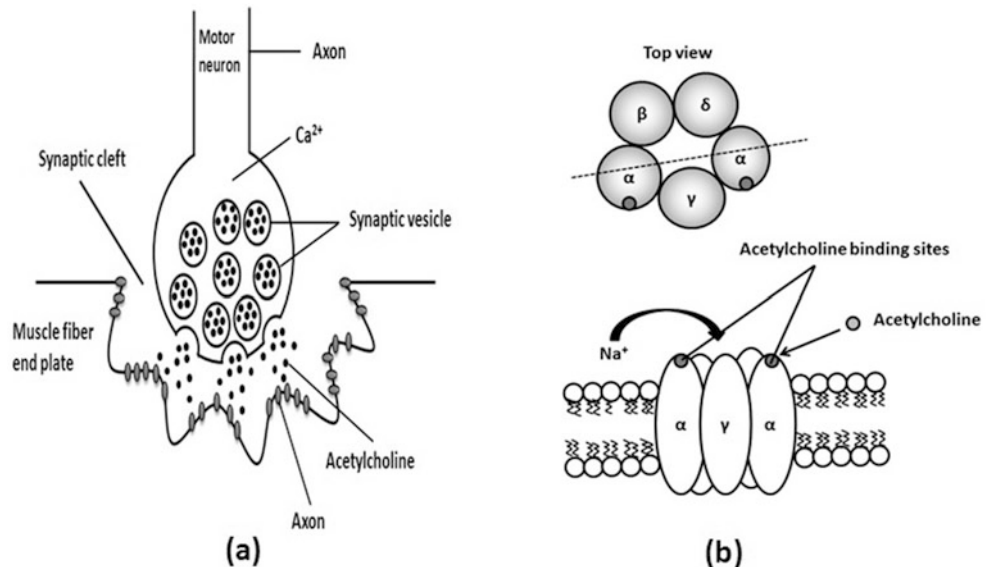 Motor
neuron
Axon
Ca²⁺
Synaptic cleft
Synaptic vesicle
Muscle fiber
end plate
Acetylcholine
Axon
(a)
Top view
β
δ
α
α
γ
Acetylcholine binding sites
Acetylcholine
Na⁺
α
γ
α
(b)